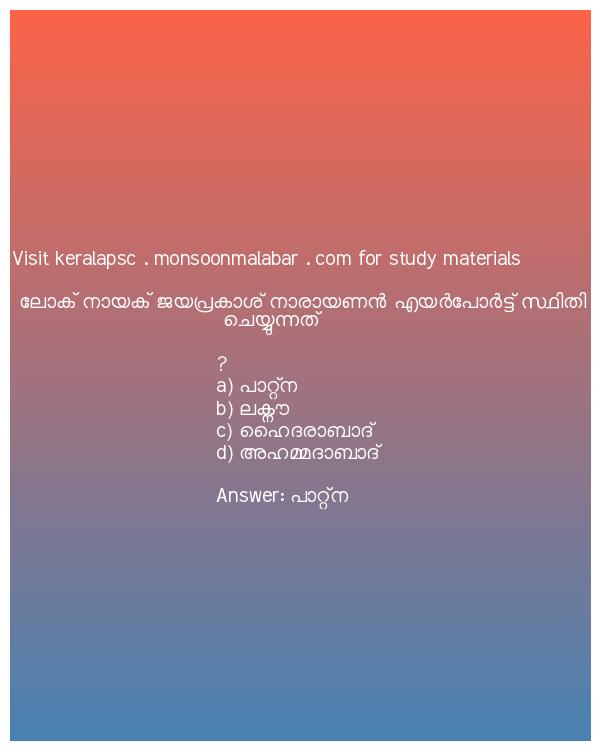 Visit keralapsc . monsoonmalabar . com for study materials
ലോക് നായക് ജയപ്രകാശ് നാരായണൻ എയർപോർട്ട് സ്ഥിതി
ചെയ്യുന്നത്
?
a) പാറ്റ്ന
b) ലക്നൗ
c) ഹൈദരാബാദ്
d) അഹമ്മദാബാദ്
Answer: പാറ്റ്ന